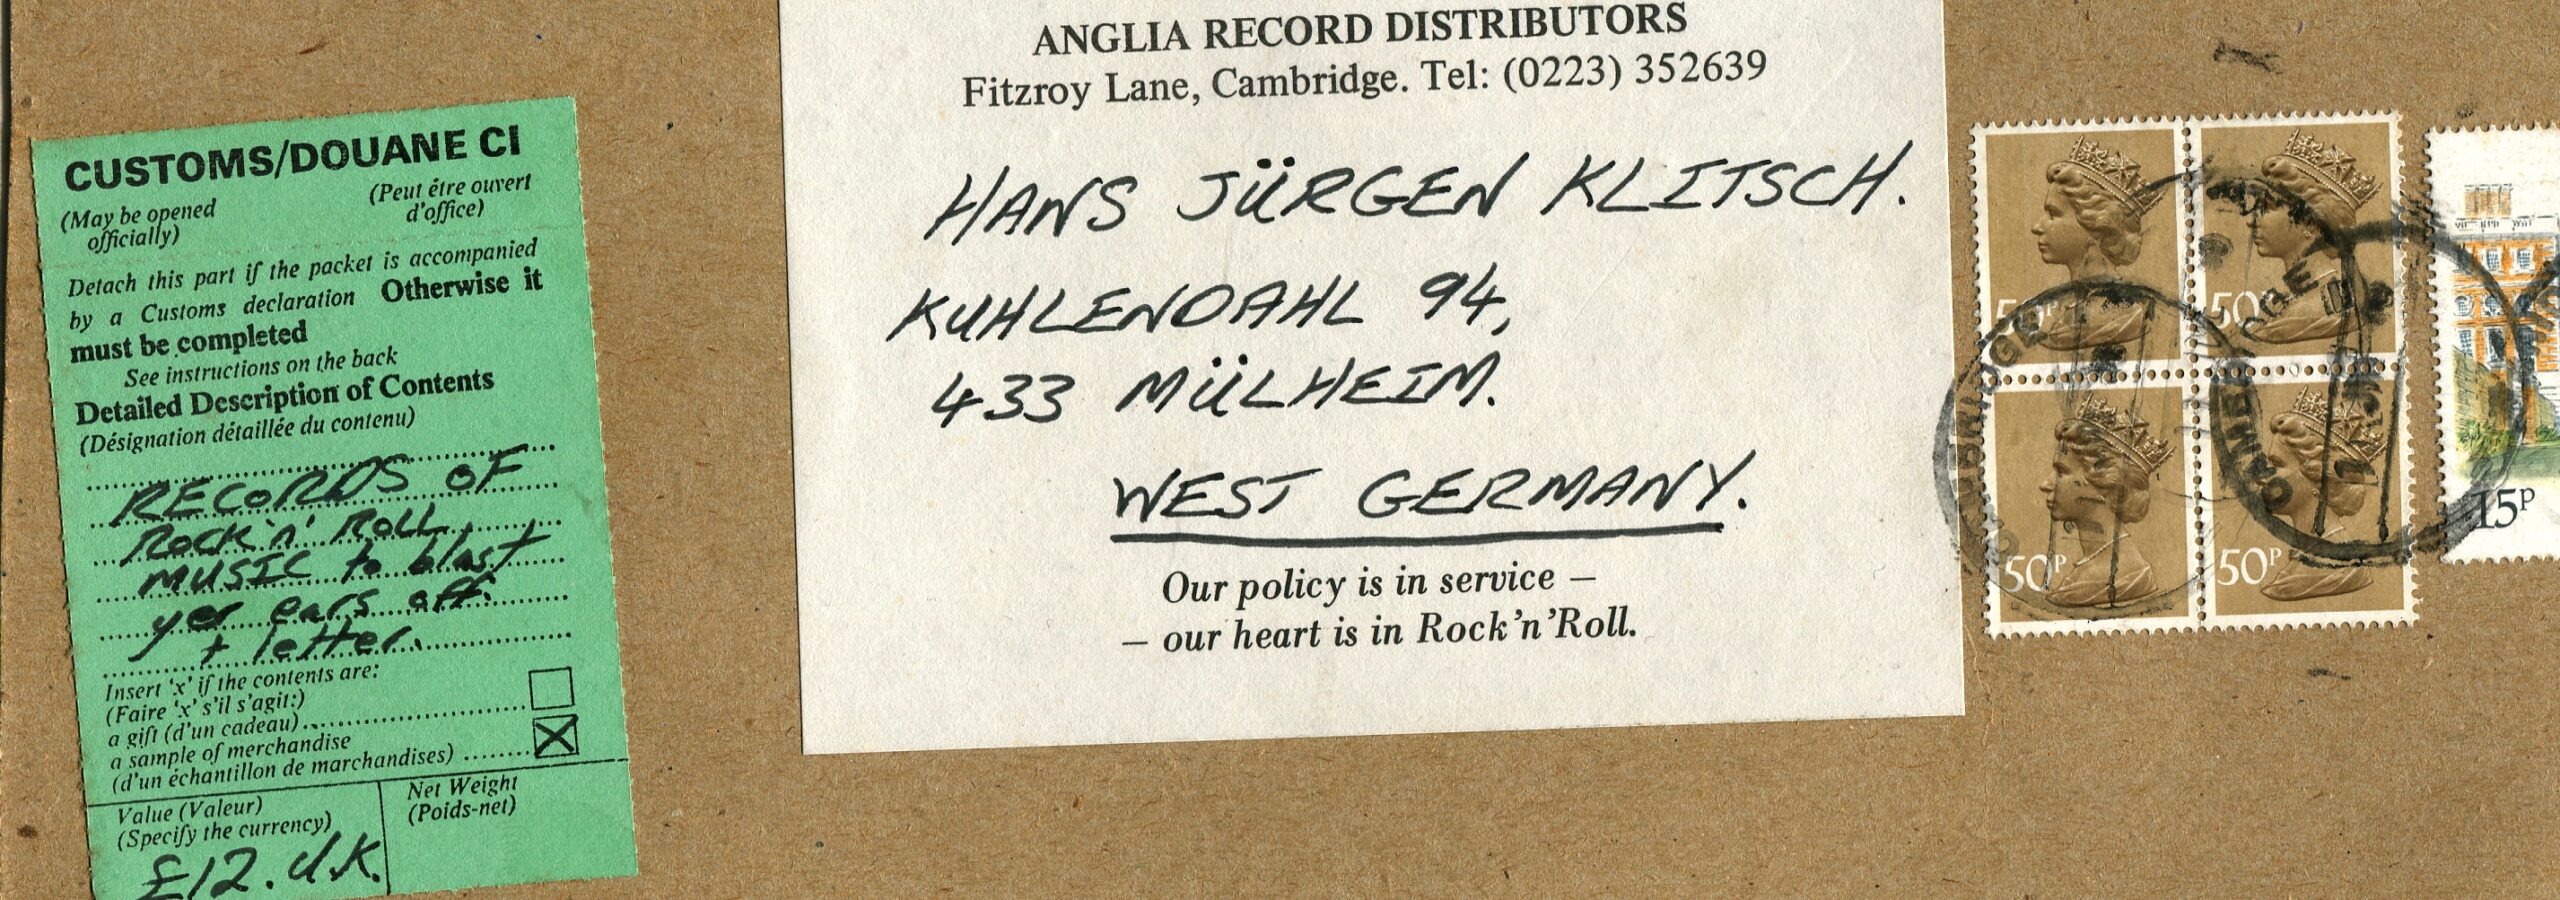 CUSTOMS/DOUANE CI
(May be opened officially)
(Peut être ouvert d'office)
Detach this part if the packet is accompanied
by a Customs declaration Otherwise it
must be completed
See instructions on the back
Detailed Description of Contents
(Désignation détaillée du contenu)
RECORDS OF
ROCK 'n' ROLL
MUSIC to blast
yer ears off.
+ letter.
Insert 'x' if the contents are:
(Faire 'x' s'il s'agit:)
a gift (d'un cadeau)
a sample of merchandise
(d'un échantillon de marchandises)
Value (Valeur)
(Specify the currency)
£12. U.K.
Net Weight
(Poids-net)
ANGLIA RECORD DISTRIBUTORS
Fitzroy Lane, Cambridge. Tel: (0223) 352639
HANS JÜRGEN KLITSCH.
KUHLENDAHL 94,
433 MÜLHEIM.
WEST GERMANY.
Our policy is in service –
– our heart is in Rock'n'Roll.
50P
50P
50P
50P
15P
CAMBRIDGE
CAMBRIDGE